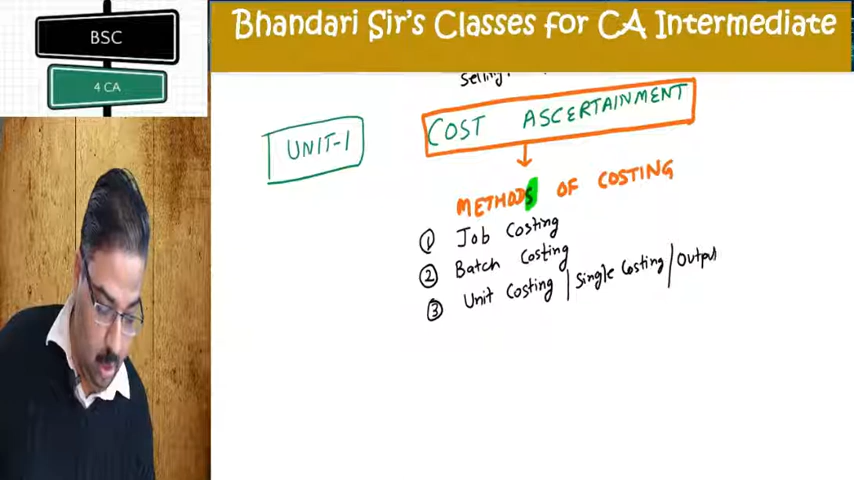 BSC
4 CA
Bhandari Sir's Classes for CA Intermediate
Selling
COST ASCERTAINMENT
UNIT-1
METHODS OF COSTING
① Job Costing
② Batch Costing
③ Unit Costing | Single Costing | Output